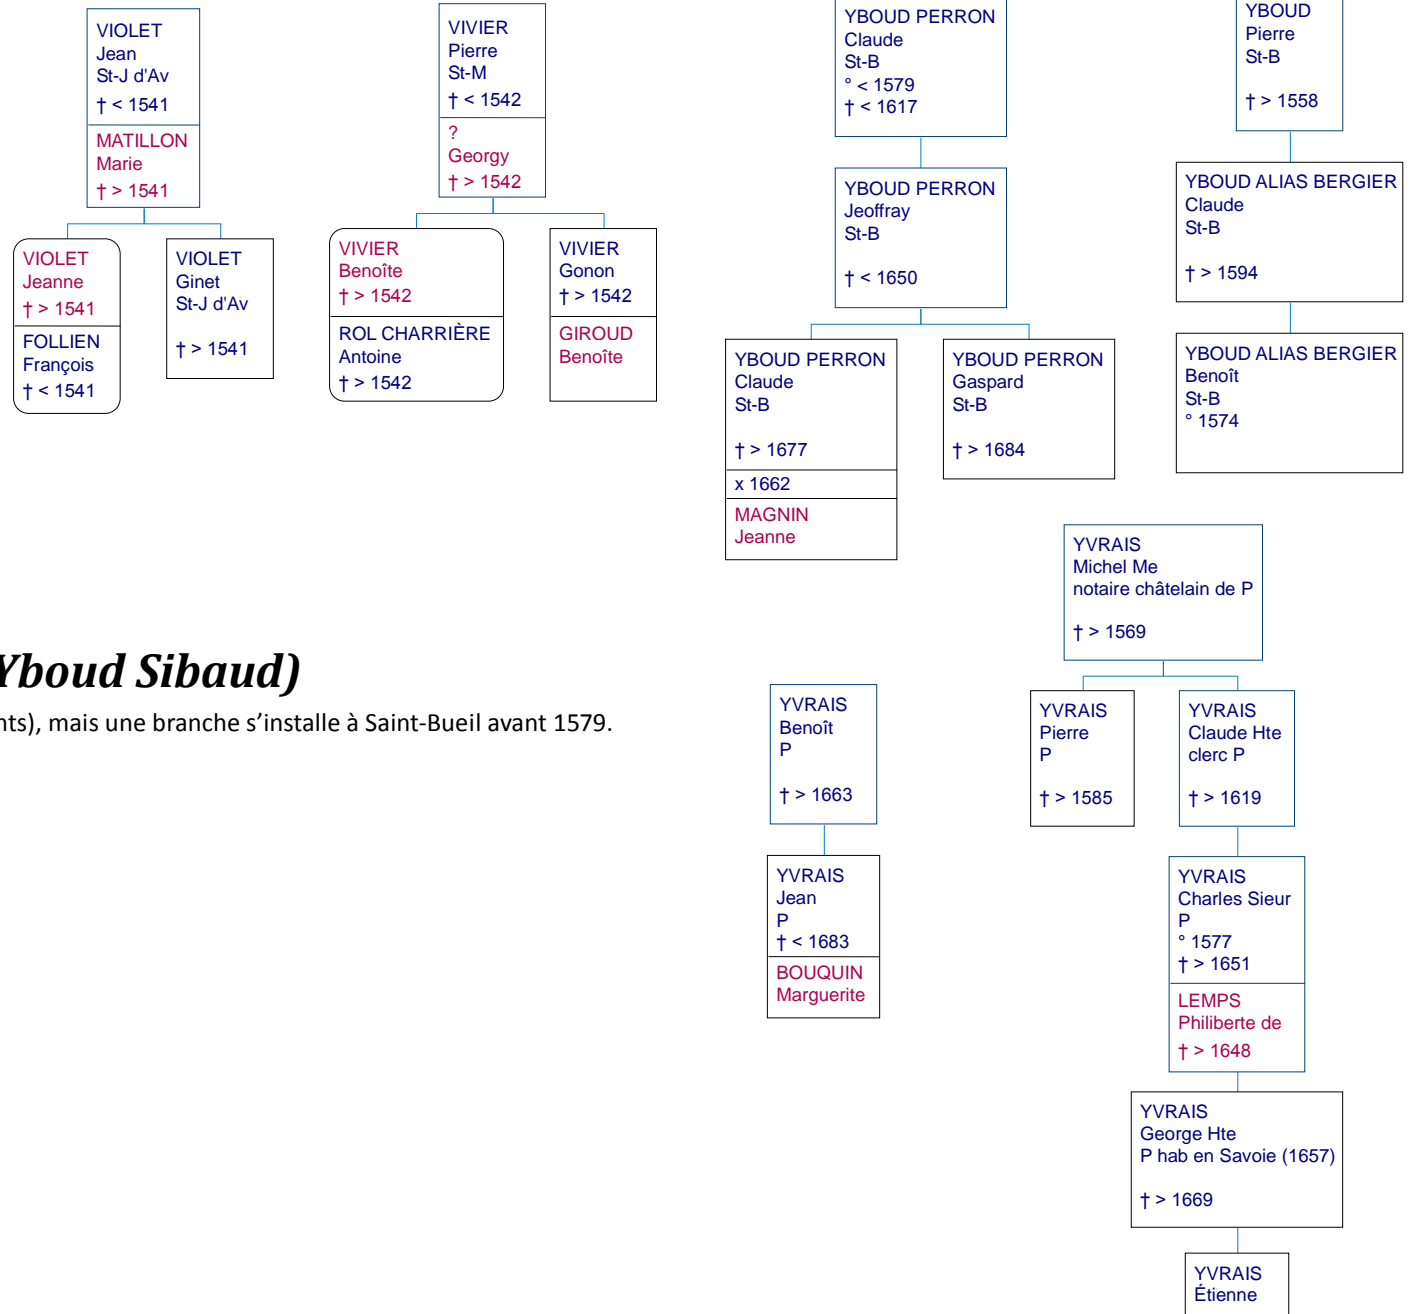 VIOLET
Jean
St-J d'Av
† < 1541
MATILLON
Marie
† > 1541
VIOLET
Jeanne
† > 1541
FOLLIEN
François
† < 1541
VIOLET
Ginet
St-J d'Av
† > 1541
VIVIER
Pierre
St-M
† < 1542
?
Georgy
† > 1542
VIVIER
Benoîte
† > 1542
ROL CHARRIÈRE
Antoine
† > 1542
VIVIER
Gonon
† > 1542
GIROUD
Benoîte
YBOUD PERRON
Claude
St-B
° < 1579
† < 1617
YBOUD PERRON
Jeoffray
St-B
† < 1650
YBOUD PERRON
Claude
St-B
† > 1677
x 1662
MAGNIN
Jeanne
YBOUD PERRON
Gaspard
St-B
† > 1684
YBOUD
Pierre
St-B
† > 1558
YBOUD ALIAS BERGIER
Claude
St-B
† > 1594
YBOUD ALIAS BERGIER
Benoît
St-B
° 1574
Yboud Sibaud)
nts), mais une branche s’installe à Saint-Bueil avant 1579.
YVRAIS
Benoît
P
† > 1663
YVRAIS
Jean
P
† < 1683
BOUQUIN
Marguerite
YVRAIS
Michel Me
notaire châtelain de P
† > 1569
YVRAIS
Pierre
P
† > 1585
YVRAIS
Claude Hte
clerc P
† > 1619
YVRAIS
Charles Sieur
P
° 1577
† > 1651
LEMPS
Philiberte de
† > 1648
YVRAIS
George Hte
P hab en Savoie (1657)
† > 1669
YVRAIS
Étienne